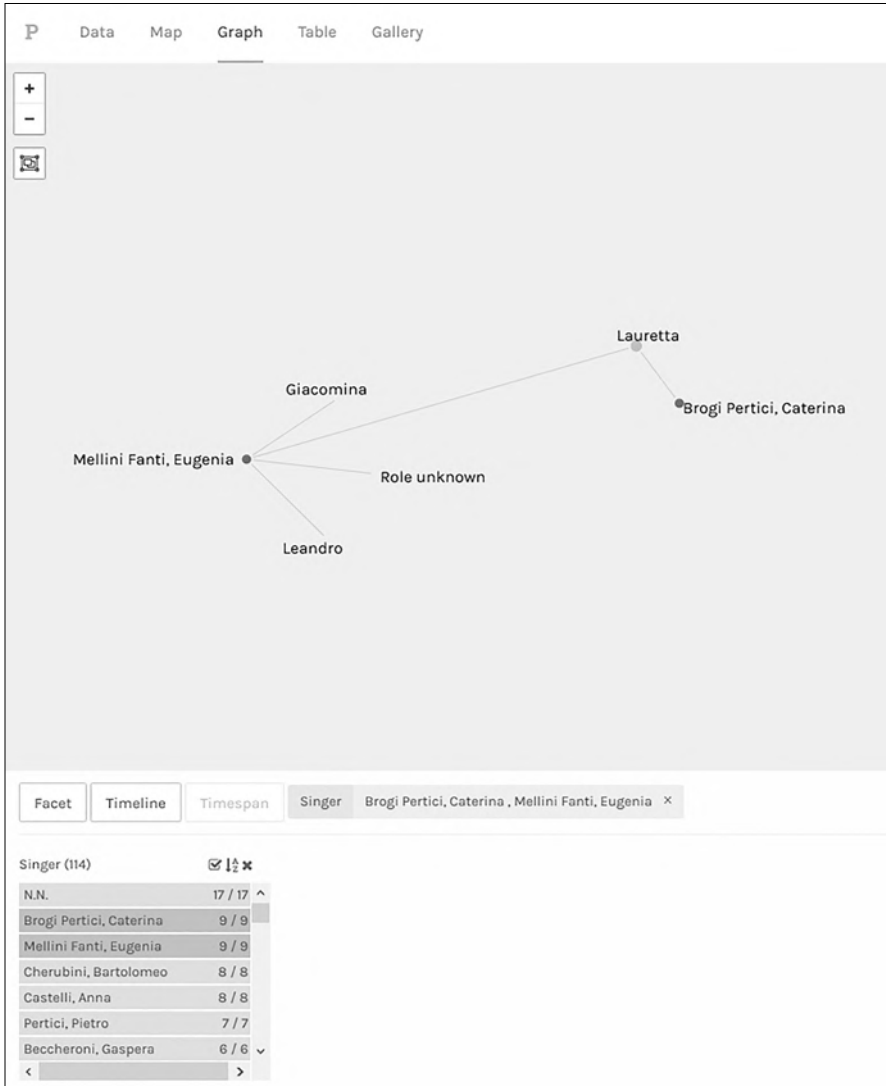 P Data Map Graph Table Gallery
+
−
Lauretta
Giacomina
Brogi Pertici, Caterina
Mellini Fanti, Eugenia
Role unknown
Leandro
Facet Timeline Timespan Singer Brogi Pertici, Caterina , Mellini Fanti, Eugenia ×
Singer (114)
N.N. 17 / 17
Brogi Pertici, Caterina 9 / 9
Mellini Fanti, Eugenia 9 / 9
Cherubini, Bartolomeo 8 / 8
Castelli, Anna 8 / 8
Pertici, Pietro 7 / 7
Beccheroni, Gaspera 6 / 6